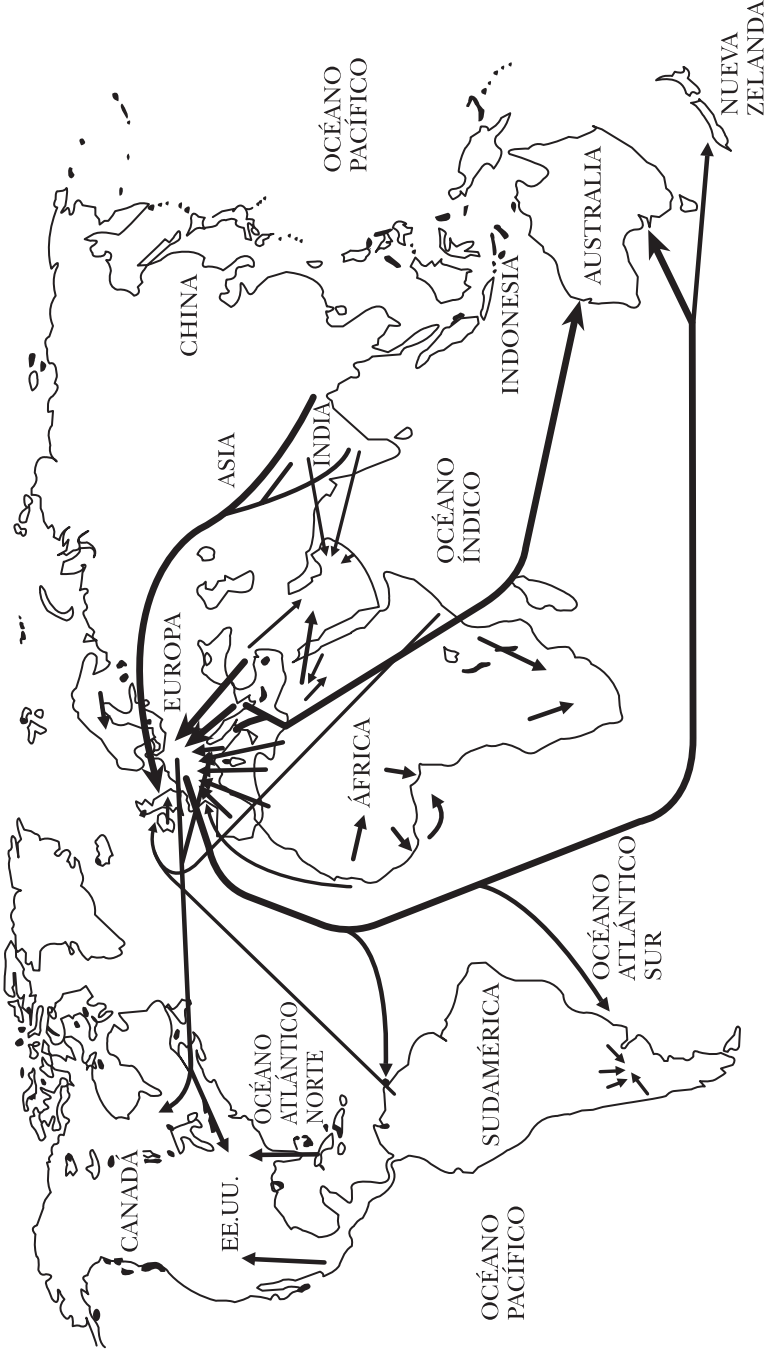 CANADÁ
EE.UU.
OCÉANO
PACÍFICO
OCÉANO
ATLÁNTICO
NORTE
SUDAMÉRICA
OCÉANO
ATLÁNTICO
SUR
EUROPA
ÁFRICA
ASIA
INDIA
OCÉANO
ÍNDICO
CHINA
INDONESIA
AUSTRALIA
OCÉANO
PACÍFICO
NUEVA
ZELANDA